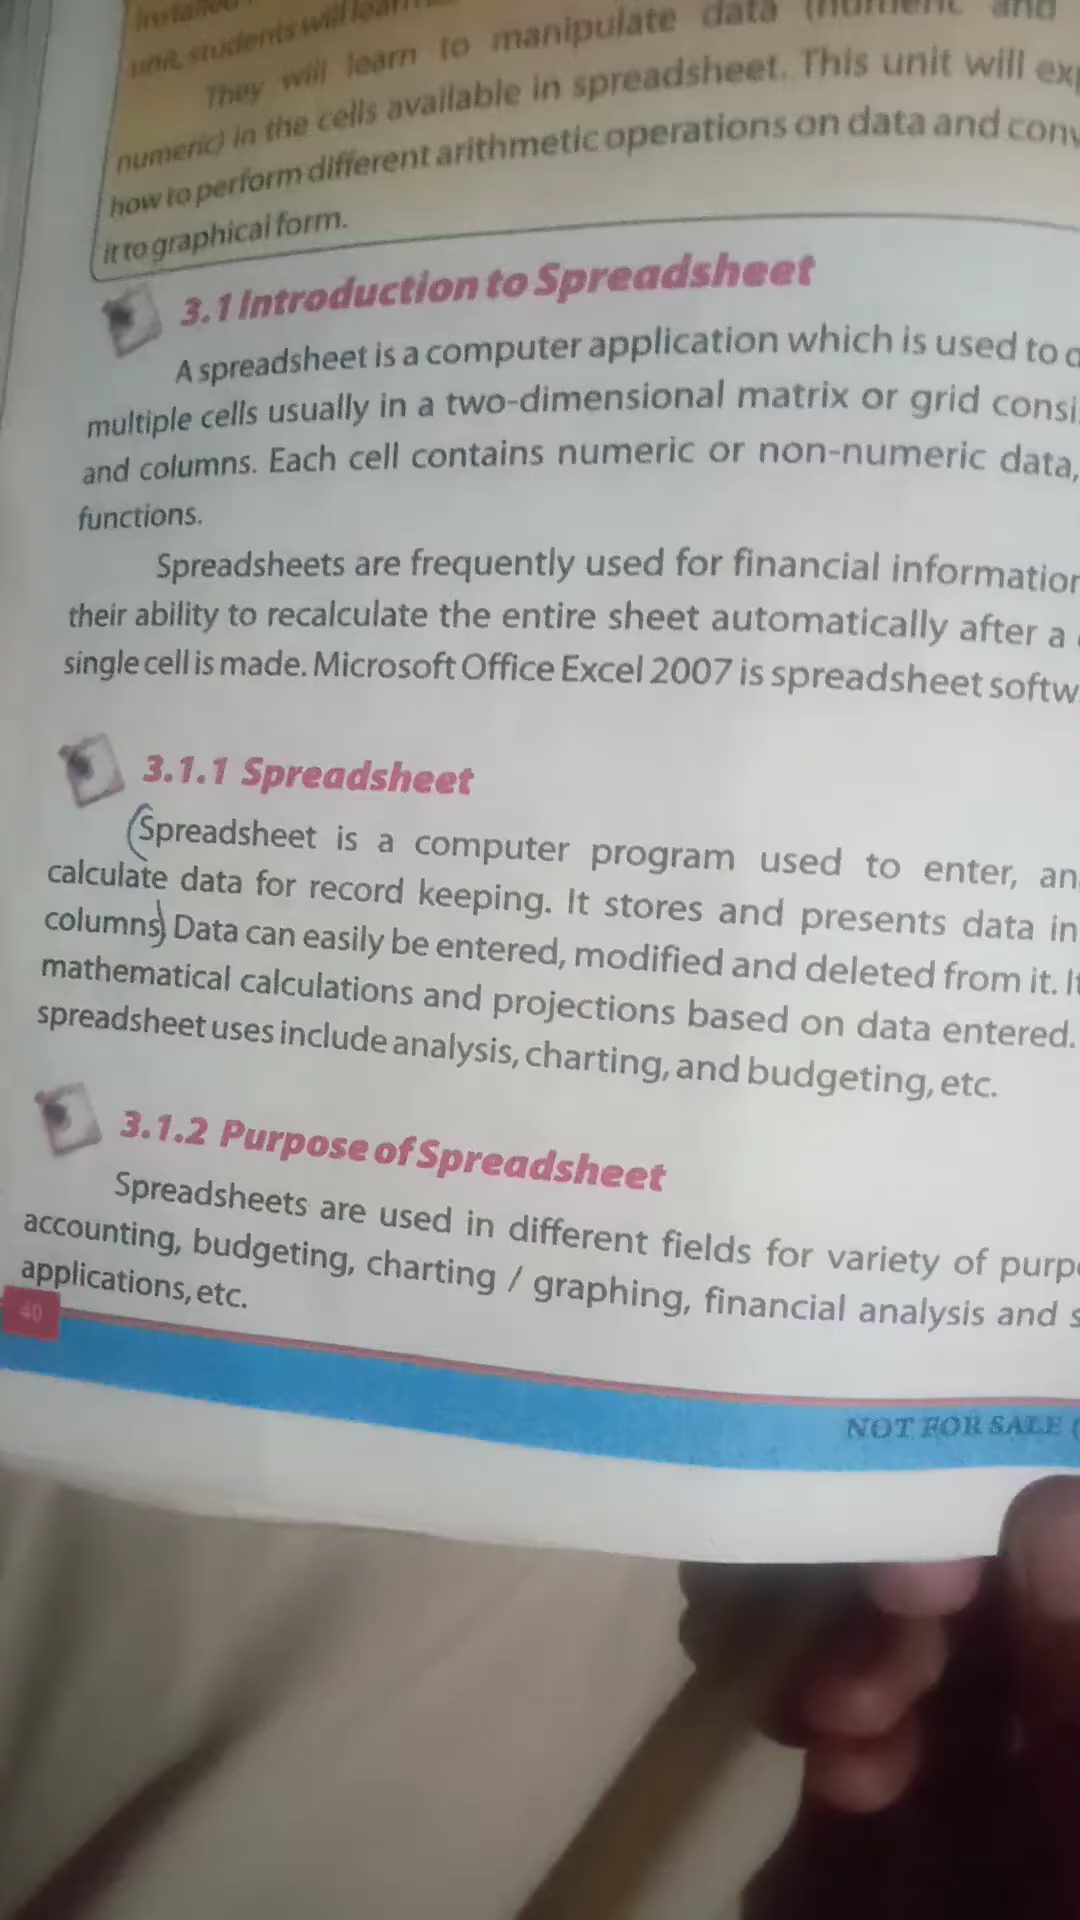 unit, students will learn
They will learn to manipulate data (numeric and
numeric) in the cells available in spreadsheet. This unit will exp
how to perform different arithmetic operations on data and conv
it to graphical form.
3.1 Introduction to Spreadsheet
A spreadsheet is a computer application which is used to
multiple cells usually in a two-dimensional matrix or grid consi
and columns. Each cell contains numeric or non-numeric data,
functions.
Spreadsheets are frequently used for financial information
their ability to recalculate the entire sheet automatically after a
single cell is made. Microsoft Office Excel 2007 is spreadsheet softw
3.1.1 Spreadsheet
(Spreadsheet is a computer program used to enter, an
calculate data for record keeping. It stores and presents data in
columns) Data can easily be entered, modified and deleted from it. It
mathematical calculations and projections based on data entered.
spreadsheet uses include analysis, charting, and budgeting, etc.
3.1.2 Purpose of Spreadsheet
Spreadsheets are used in different fields for variety of purp
accounting, budgeting, charting / graphing, financial analysis and s
applications, etc.
40
NOT FOR SALE (